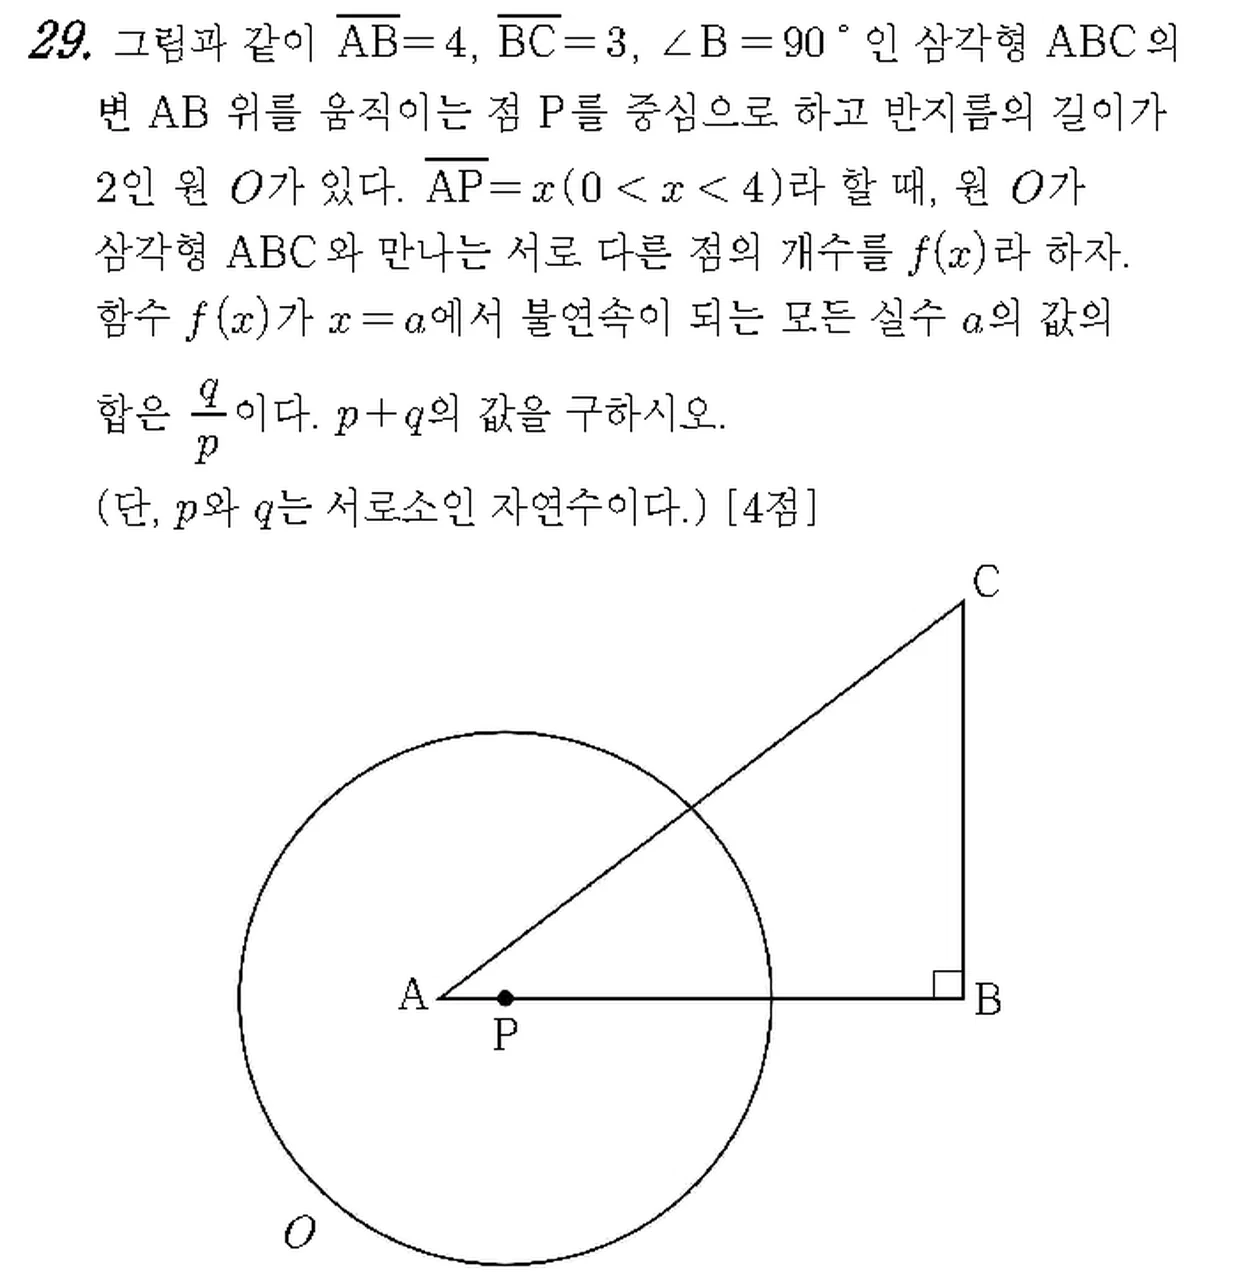 29. 그림과 같이 \overline{AB}=4, \overline{BC}=3, ∠B=90°인 삼각형 ABC의
변 AB 위를 움직이는 점 P를 중심으로 하고 반지름의 길이가
2인 원 O가 있다. \overline{AP}=x(0<x<4)라 할 때, 원 O가
삼각형 ABC와 만나는 서로 다른 점의 개수를 f(x)라 하자.
함수 f(x)가 x=a에서 불연속이 되는 모든 실수 a의 값의
합은 \frac{q}{p}이다. p+q의 값을 구하시오.
(단, p와 q는 서로소인 자연수이다.) [4점]
C
A
P
B
O